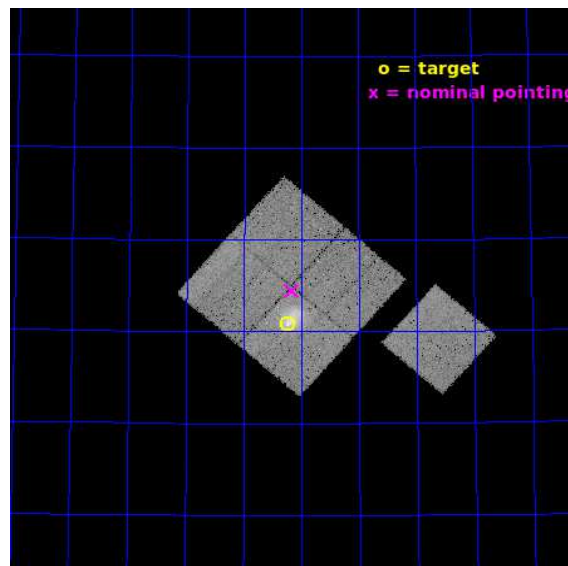 o = target
x = nominal pointing